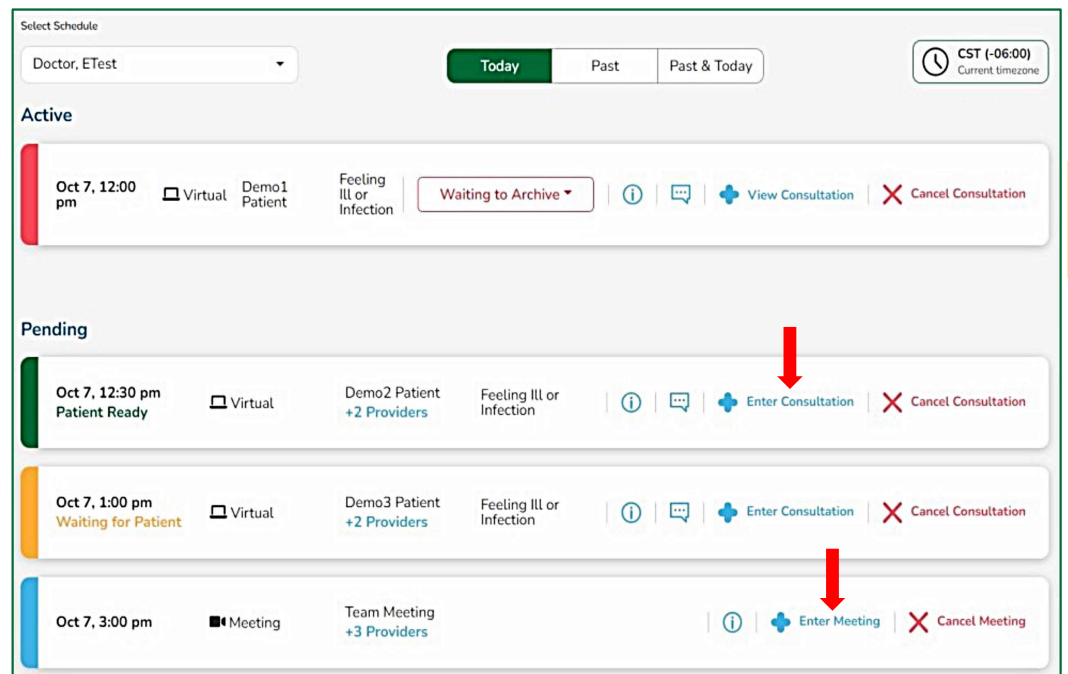 Select Schedule
Doctor, ETest
Today
Past
Past & Today
CST (-06:00)
Current timezone
Active
Oct 7, 12:00
pm
Virtual
Demo1
Patient
Feeling
Ill or
Infection
Waiting to Archive
View Consultation
Cancel Consultation
Pending
Oct 7, 12:30 pm
Patient Ready
Virtual
Demo2 Patient
+2 Providers
Feeling Ill or
Infection
Enter Consultation
Cancel Consultation
Oct 7, 1:00 pm
Waiting for Patient
Virtual
Demo3 Patient
+2 Providers
Feeling Ill or
Infection
Enter Consultation
Cancel Consultation
Oct 7, 3:00 pm
Meeting
Team Meeting
+3 Providers
Enter Meeting
Cancel Meeting